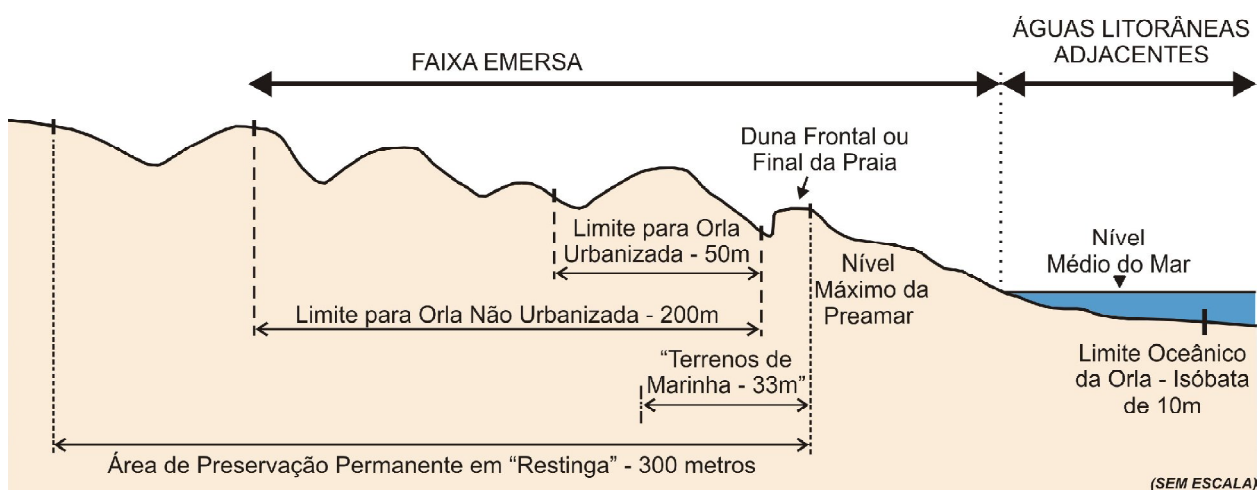 FAIXA EMERSA
ÁGUAS LITORÂNEAS
ADJACENTES
Duna Frontal ou
Final da Praia
Limite para Orla
Urbanizada - 50m
Nível
Máximo da
Preamar
Nível
Médio do Mar
Limite para Orla Não Urbanizada - 200m
“Terrenos de
Marinha - 33m”
Limite Oceânico
da Orla - Isóbata
de 10m
Área de Preservação Permanente em “Restinga” - 300 metros
(SEM ESCALA)